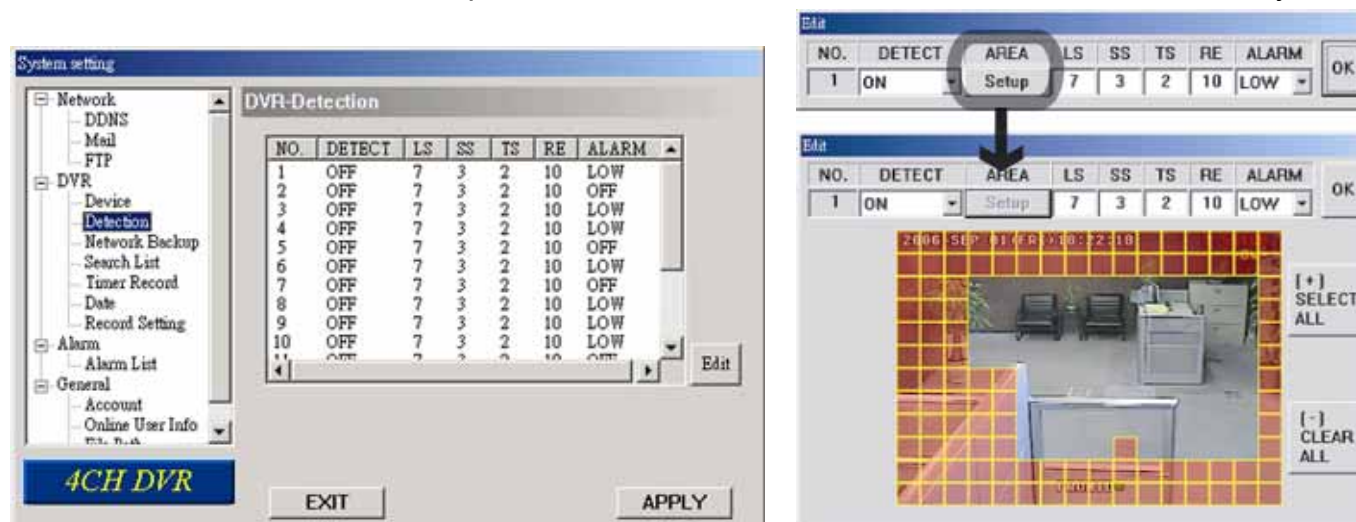 System setting
Network
DDNS
Mail
FTP
DVR
Device
Detection
Network Backup
Search List
Timer Record
Date
Record Setting
Alarm
Alarm List
General
Account
Online User Info
4CH DVR
DVR-Detection
NO. DETECT LS SS TS RE ALARM
1 OFF 7 3 2 10 LOW
2 OFF 7 3 2 10 OFF
3 OFF 7 3 2 10 LOW
4 OFF 7 3 2 10 LOW
5 OFF 7 3 2 10 OFF
6 OFF 7 3 2 10 LOW
7 OFF 7 3 2 10 OFF
8 OFF 7 3 2 10 LOW
9 OFF 7 3 2 10 LOW
10 OFF 7 3 2 10 LOW
Edit
EXIT APPLY
Edit
NO. DETECT AREA LS SS TS RE ALARM
1 ON Setup 7 3 2 10 LOW OK
Edit
NO. DETECT AREA LS SS TS RE ALARM
1 ON Setup 7 3 2 10 LOW OK
2006-SEP-01(FRI)18:22:18
[+]
SELECT
ALL
[-]
CLEAR
ALL